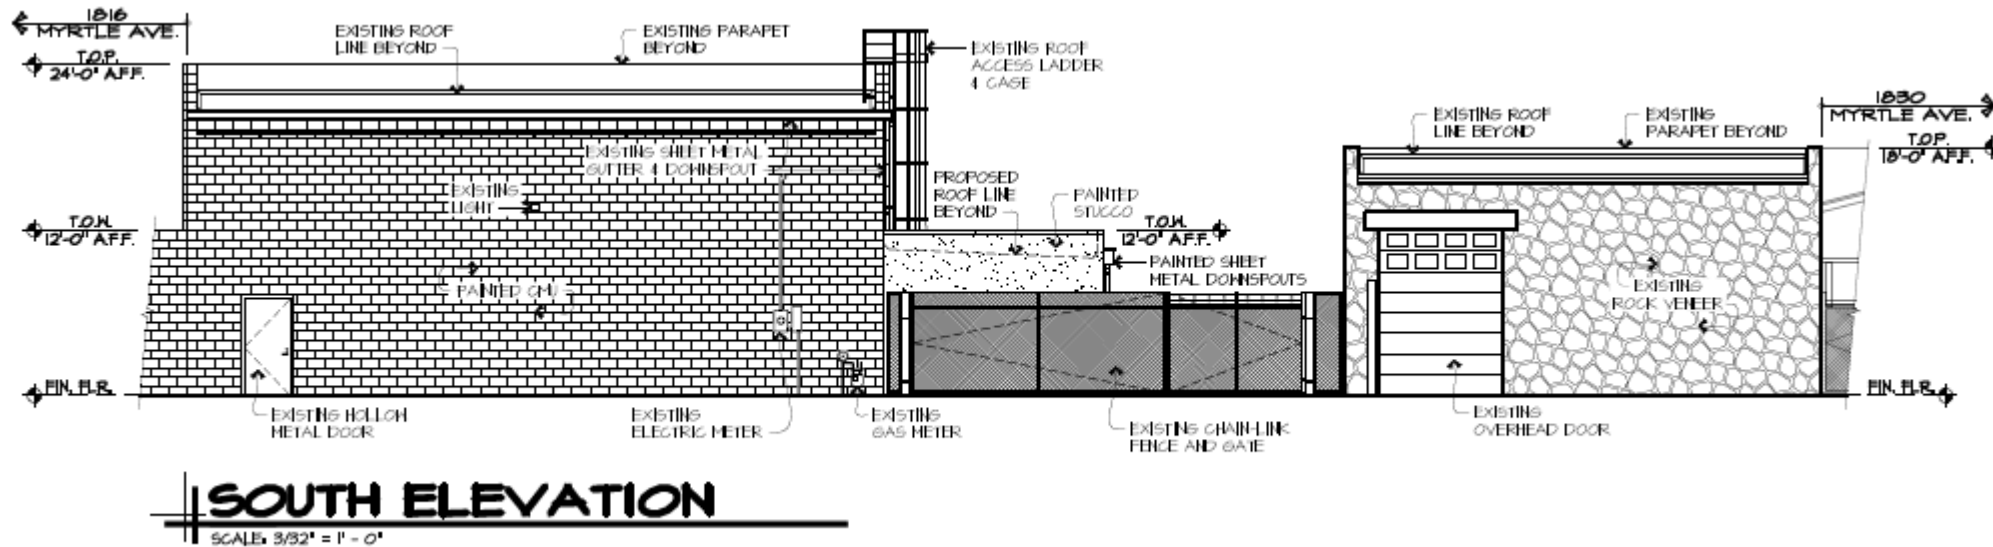 1816
MYRTLE AVE.
T.O.P.
24'-0" A.F.F.
EXISTING ROOF
LINE BEYOND
EXISTING PARAPET
BEYOND
EXISTING ROOF
ACCESS LADDER
& CASE
EXISTING ROOF
LINE BEYOND
EXISTING
PARAPET BEYOND
1830
MYRTLE AVE.
T.O.P.
18'-0" A.F.F.
EXISTING SHEET METAL
GUTTER & DOWNSPOUT
EXISTING
LIGHT
PROPOSED
ROOF LINE
BEYOND
PAINTED
STUCCO
T.O.W.
12'-0" A.F.F.
T.O.W.
12'-0" A.F.F.
PAINTED SHEET
METAL DOWNSPOUTS
PAINTED CMU
EXISTING
ROCK VENEER
FIN. FLR.
FIN. FLR.
EXISTING HOLLOW
METAL DOOR
EXISTING
ELECTRIC METER
EXISTING
GAS METER
EXISTING CHAIN-LINK
FENCE AND GATE
EXISTING
OVERHEAD DOOR
SOUTH ELEVATION
SCALE: 3/32" = 1' - 0"